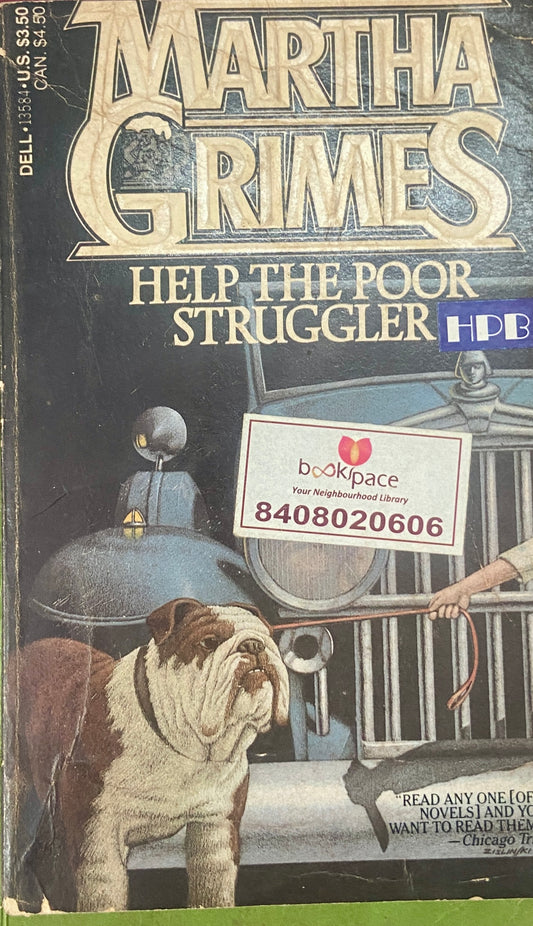 DELL • 13584 • U.S. $3.50
CAN. $4.50
MARTHA
GRIMES
HELP THE POOR
STRUGGLER
HPB
bookspace
Your Neighbourhood Library
8408020606
"READ ANY ONE [OF
NOVELS] AND YO
WANT TO READ THEM
—Chicago Tr